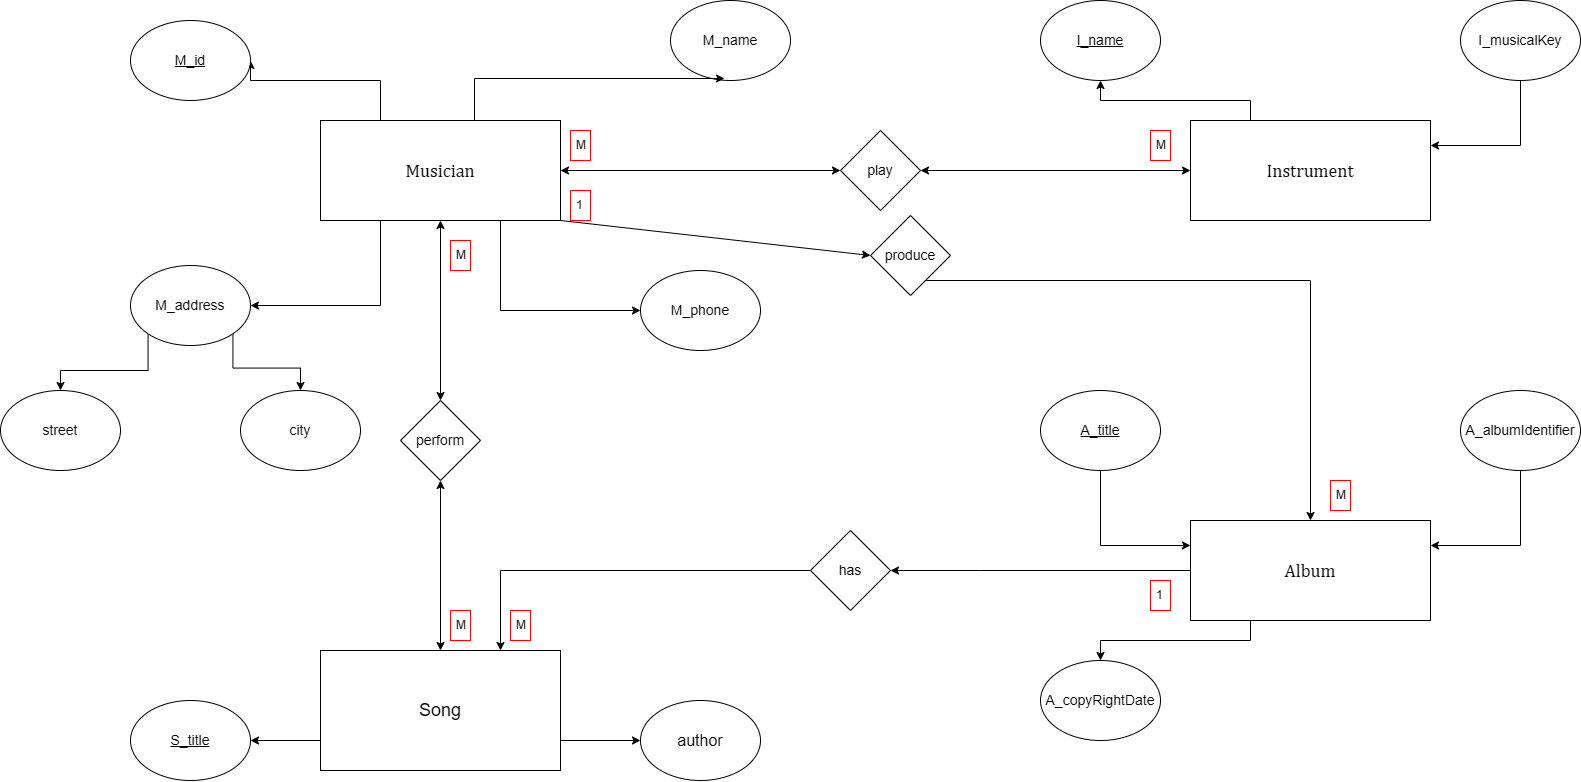 M_name
I_name
I_musicalKey
M_id
M
M
Musician
play
Instrument
1
M
produce
M_address
M_phone
street
city
perform
A_title
A_albumIdentifier
M
has
Album
1
M
M
A_copyRightDate
Song
S_title
author